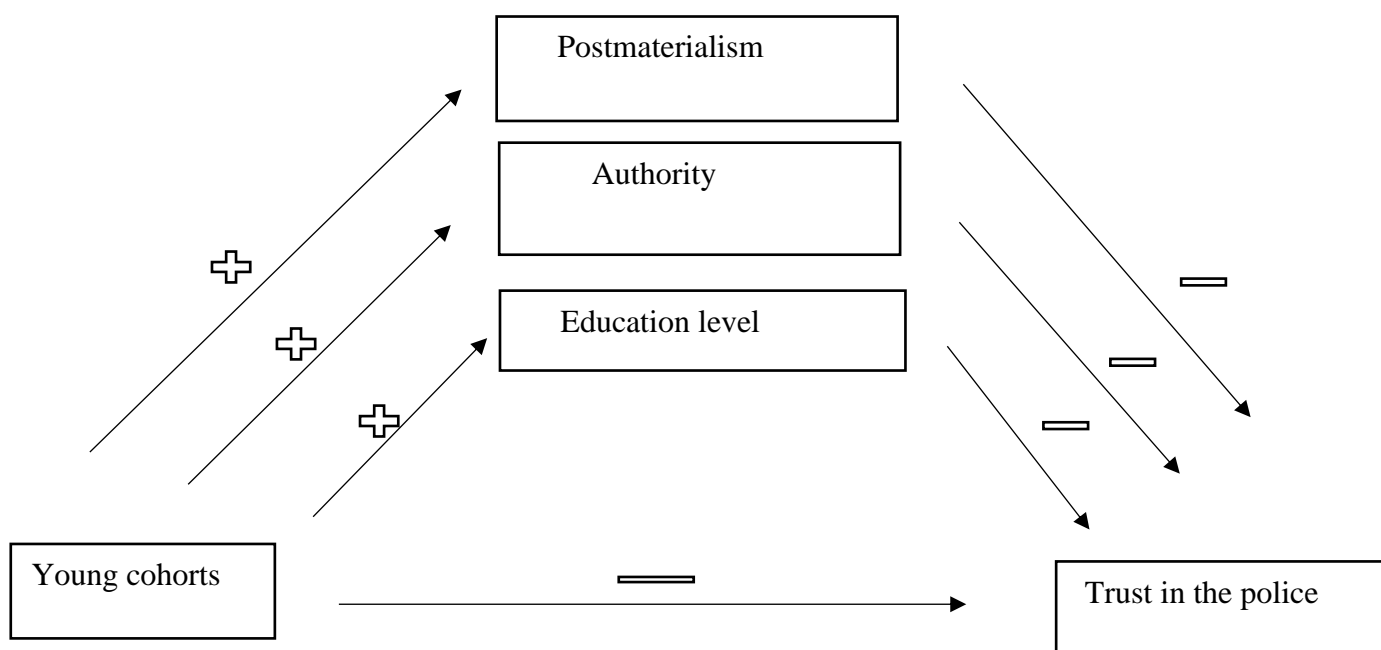 Postmaterialism
Authority
Education level
Young cohorts
Trust in the police